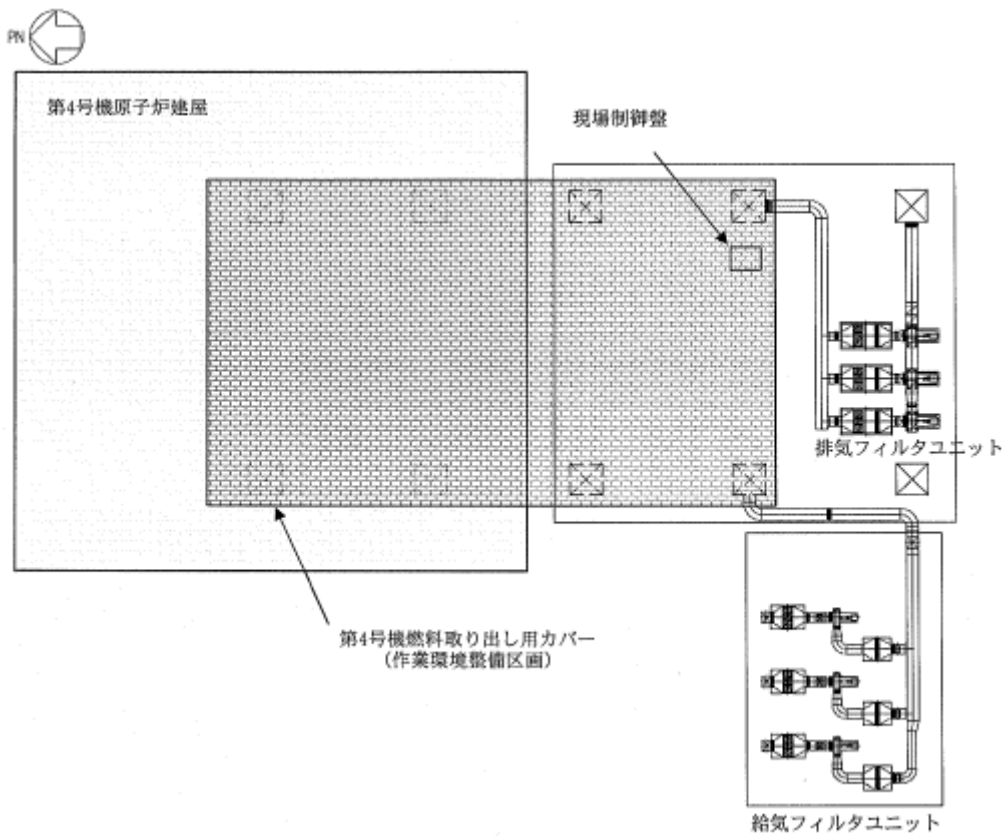 PN
第4号機原子炉建屋
現場制御盤
排気フィルタユニット
第4号機燃料取り出し用カバー
(作業環境整備区画)
給気フィルタユニット